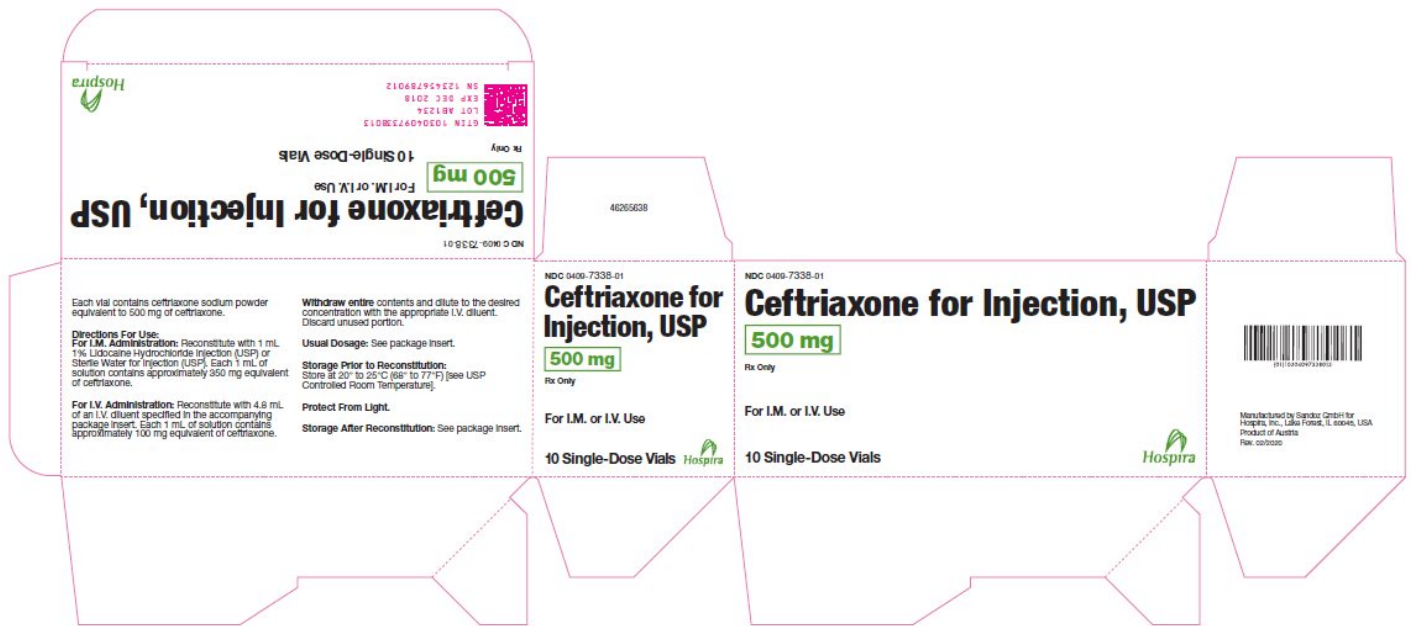 Hospira
GTIN 10304097338013
LOT AB1234
EXP DEC 2018
SN 123456789012
Rx Only
10 Single-Dose Vials
500 mg
For I.M. or I.V. Use
Ceftriaxone for Injection, USP
NDC 0409-7338-01
46265638
Each vial contains ceftriaxone sodium powder
equivalent to 500 mg of ceftriaxone.
Directions For Use:
For I.M. Administration: Reconstitute with 1 mL
1% Lidocaine Hydrochloride Injection (USP) or
Sterile Water for Injection (USP). Each 1 mL of
solution contains approximately 350 mg equivalent
of ceftriaxone.
For I.V. Administration: Reconstitute with 4.8 mL
of an I.V. diluent specified in the accompanying
package insert. Each 1 mL of solution contains
approximately 100 mg equivalent of ceftriaxone.
Withdraw entire contents and dilute to the desired
concentration with the appropriate I.V. diluent.
Discard unused portion.
Usual Dosage: See package insert.
Storage Prior to Reconstitution:
Store at 20° to 25°C (68° to 77°F) [see USP
Controlled Room Temperature].
Protect From Light.
Storage After Reconstitution: See package insert.
NDC 0409-7338-01
Ceftriaxone for
Injection, USP
500 mg
Rx Only
For I.M. or I.V. Use
10 Single-Dose Vials Hospira
NDC 0409-7338-01
Ceftriaxone for Injection, USP
500 mg
Rx Only
For I.M. or I.V. Use
10 Single-Dose Vials
Hospira
(01)10304097338013
Manufactured by Sandoz GmbH for
Hospira, Inc., Lake Forest, IL 60045, USA
Product of Austria
Rev. 02/2020